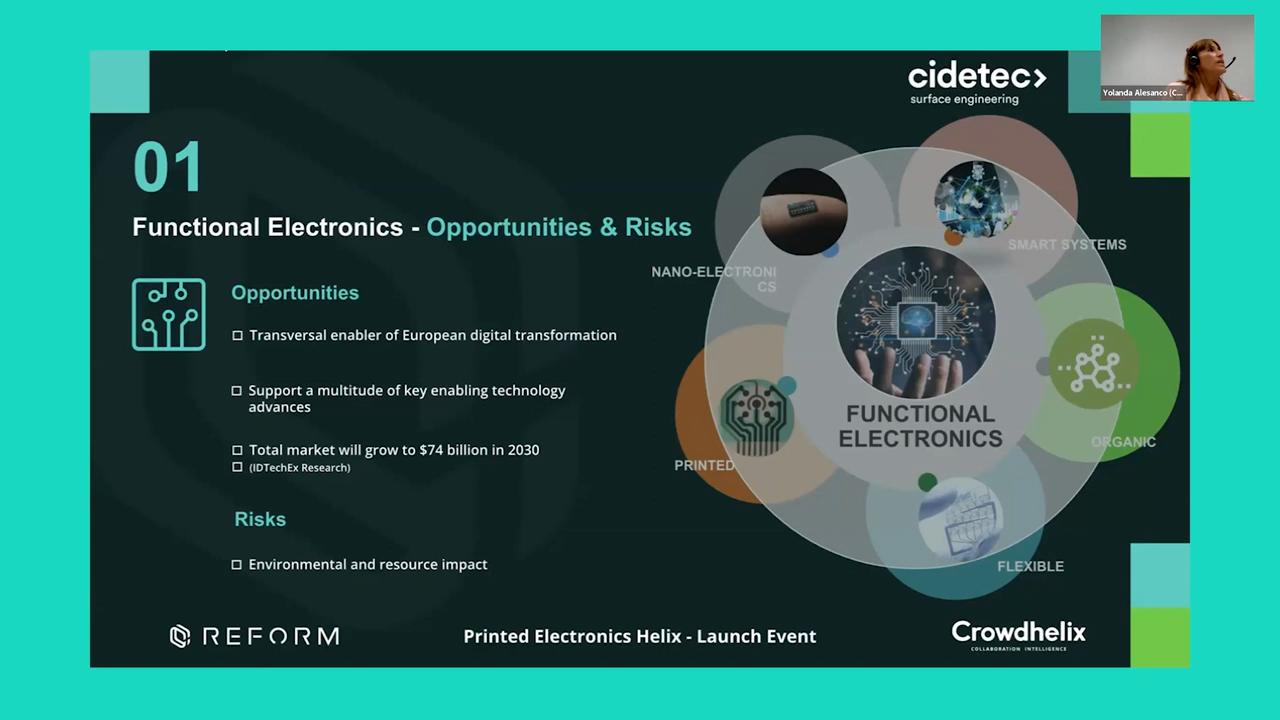 cidetec>
surface engineering
Yolanda Alesanco (C...
01
Functional Electronics - Opportunities & Risks
Opportunities
Transversal enabler of European digital transformation
Support a multitude of key enabling technology
advances
Total market will grow to $74 billion in 2030
(IDTechEx Research)
Risks
Environmental and resource impact
NANO-ELECTRONI
CS
SMART SYSTEMS
FUNCTIONAL
ELECTRONICS
ORGANIC
PRINTED
FLEXIBLE
REFORM
Printed Electronics Helix - Launch Event
Crowdhelix
COLLABORATION INTELLIGENCE